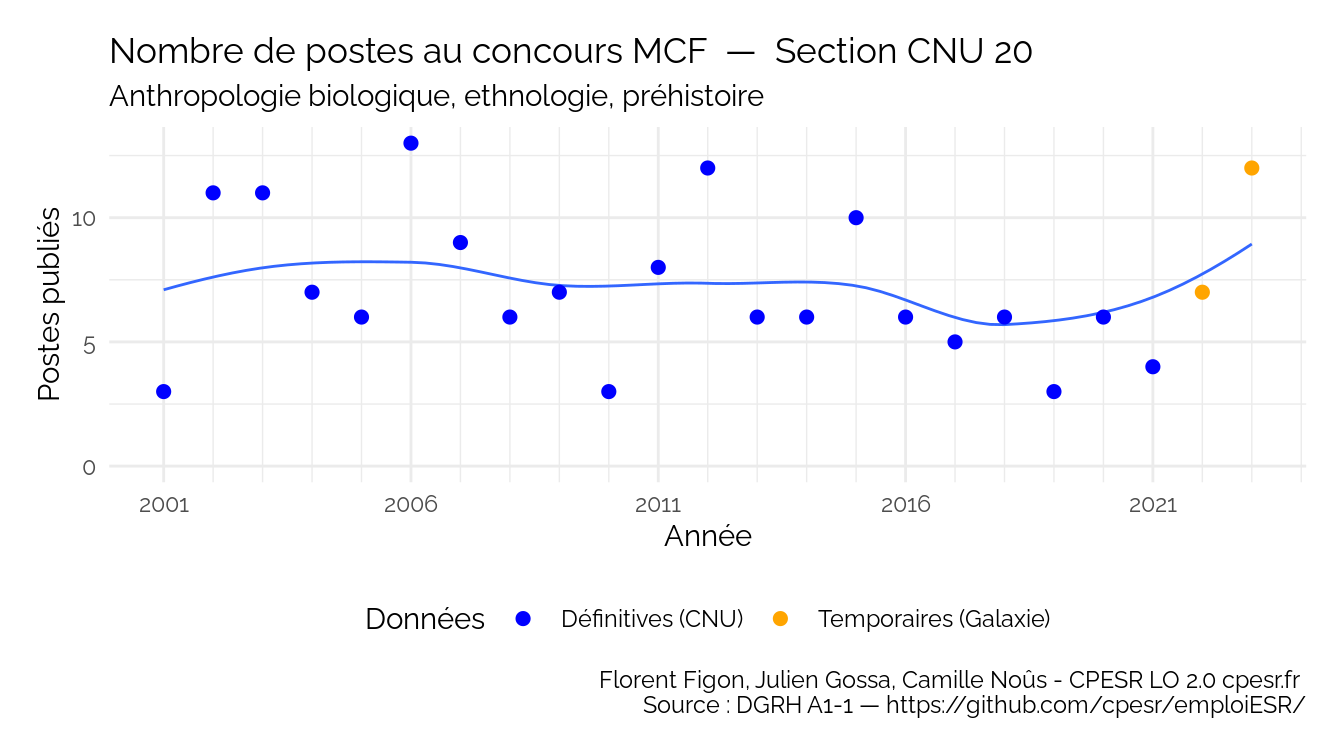 Nombre de postes au concours MCF — Section CNU 20
Anthropologie biologique, ethnologie, préhistoire
Postes publiés
10
5
0
2001 2006 2011 2016 2021
Année
Données Définitives (CNU) Temporaires (Galaxie)
Florent Figon, Julien Gossa, Camille Noûs - CPESR LO 2.0 cpesr.fr
Source : DGRH A1-1 — https://github.com/cpesr/emploiESR/